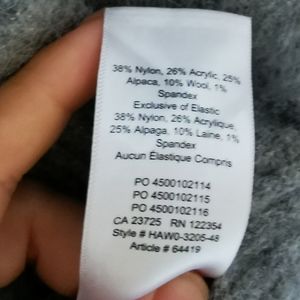 38% Nylon, 26% Acrylic, 25%
Alpaca, 10% Wool, 1%
Spandex
Exclusive of Elastic
38% Nylon, 26% Acrylique,
25% Alpaga, 10% Laine, 1%
Spandex
Aucun Élastique Compris
PO 4500102114
PO 4500102115
PO 4500102116
CA 23725 RN 122354
Style # HAW0-3205-48
Article # 64419